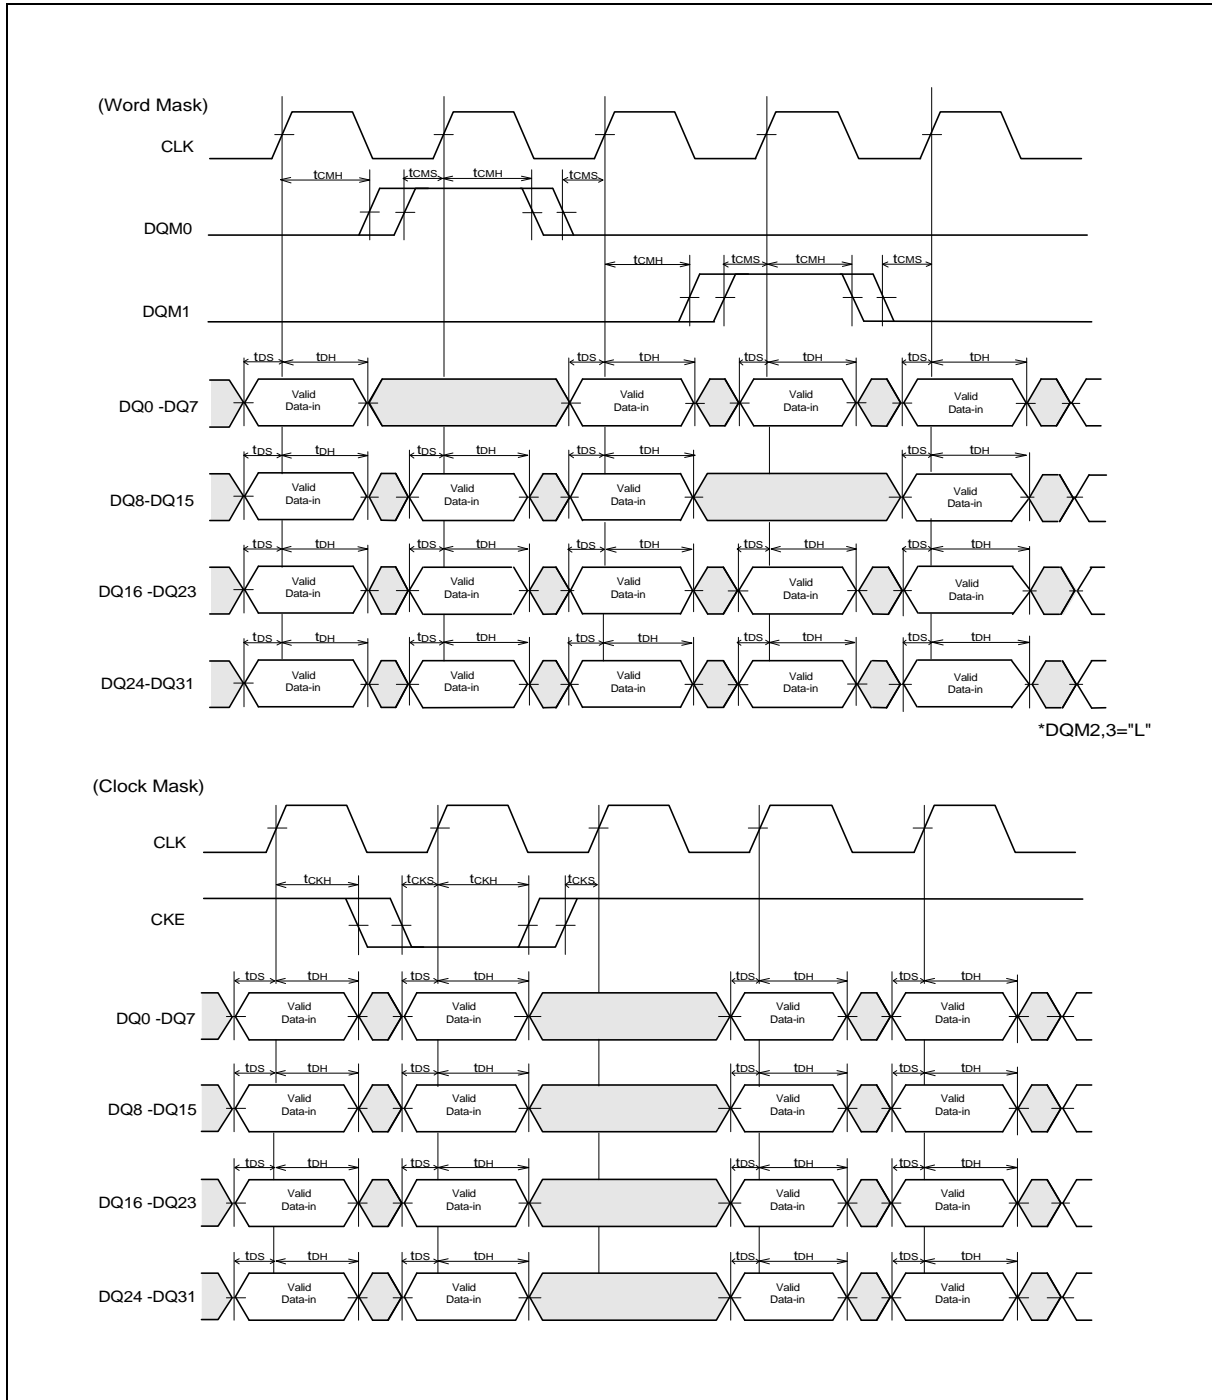 (Word Mask)
CLK
tCMH tCMS tCMH tCMS
DQM0
tCMH tCMS tCMH tCMS
DQM1
tDS tDH tDS tDH tDS tDH tDS tDH
DQ0 -DQ7
Valid Data-in Valid Data-in Valid Data-in Valid Data-in
tDS tDH tDS tDH tDS tDH tDS tDH
DQ8-DQ15
Valid Data-in Valid Data-in Valid Data-in Valid Data-in
tDS tDH tDS tDH tDS tDH tDS tDH tDS tDH
DQ16 -DQ23
Valid Data-in Valid Data-in Valid Data-in Valid Data-in Valid Data-in
tDS tDH tDS tDH tDS tDH tDS tDH tDS tDH
DQ24-DQ31
Valid Data-in Valid Data-in Valid Data-in Valid Data-in Valid Data-in
*DQM2,3="L"
(Clock Mask)
CLK
tCKH tCKS tCKH tCKS
CKE
tDS tDH tDS tDH tDS tDH tDS tDH
DQ0 -DQ7
Valid Data-in Valid Data-in Valid Data-in Valid Data-in
tDS tDH tDS tDH tDS tDH tDS tDH
DQ8 -DQ15
Valid Data-in Valid Data-in Valid Data-in Valid Data-in
tDS tDH tDS tDH tDS tDH tDS tDH
DQ16 -DQ23
Valid Data-in Valid Data-in Valid Data-in Valid Data-in
tDS tDH tDS tDH tDS tDH tDS tDH
DQ24 -DQ31
Valid Data-in Valid Data-in Valid Data-in Valid Data-in